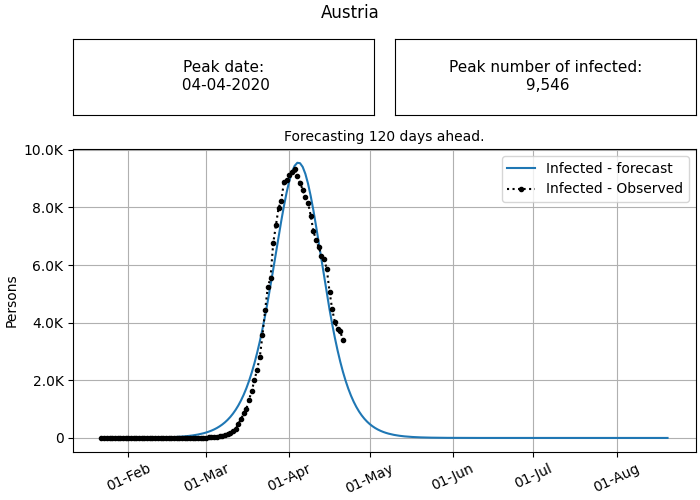 Austria
Peak date:
04-04-2020
Peak number of infected:
9,546
Forecasting 120 days ahead.
10.0K
8.0K
6.0K
4.0K
2.0K
0
Persons
Infected - forecast
Infected - Observed
01-Feb
01-Mar
01-Apr
01-May
01-Jun
01-Jul
01-Aug